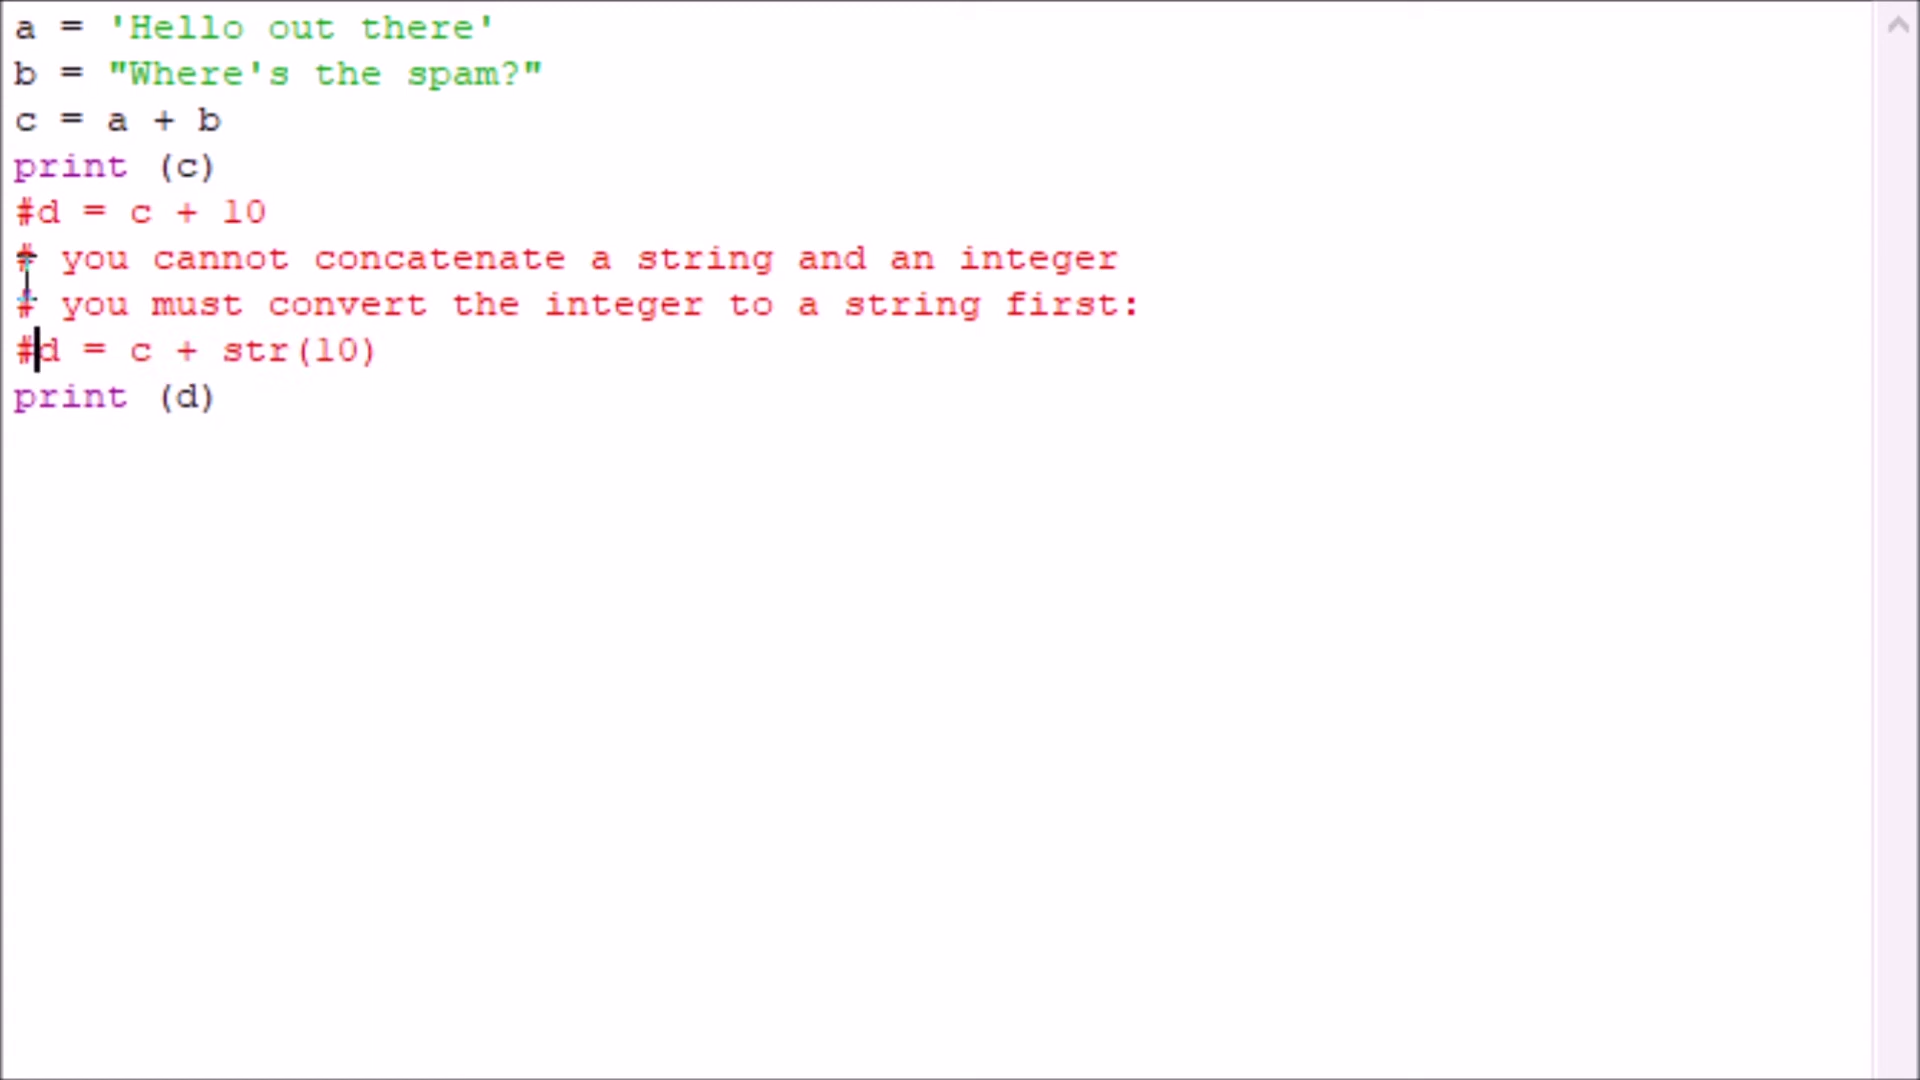 a = 'Hello out there'
b = "Where's the spam?"
c = a + b
print (c)
#d = c + 10
# you cannot concatenate a string and an integer
# you must convert the integer to a string first:
#d = c + str(10)
print (d)